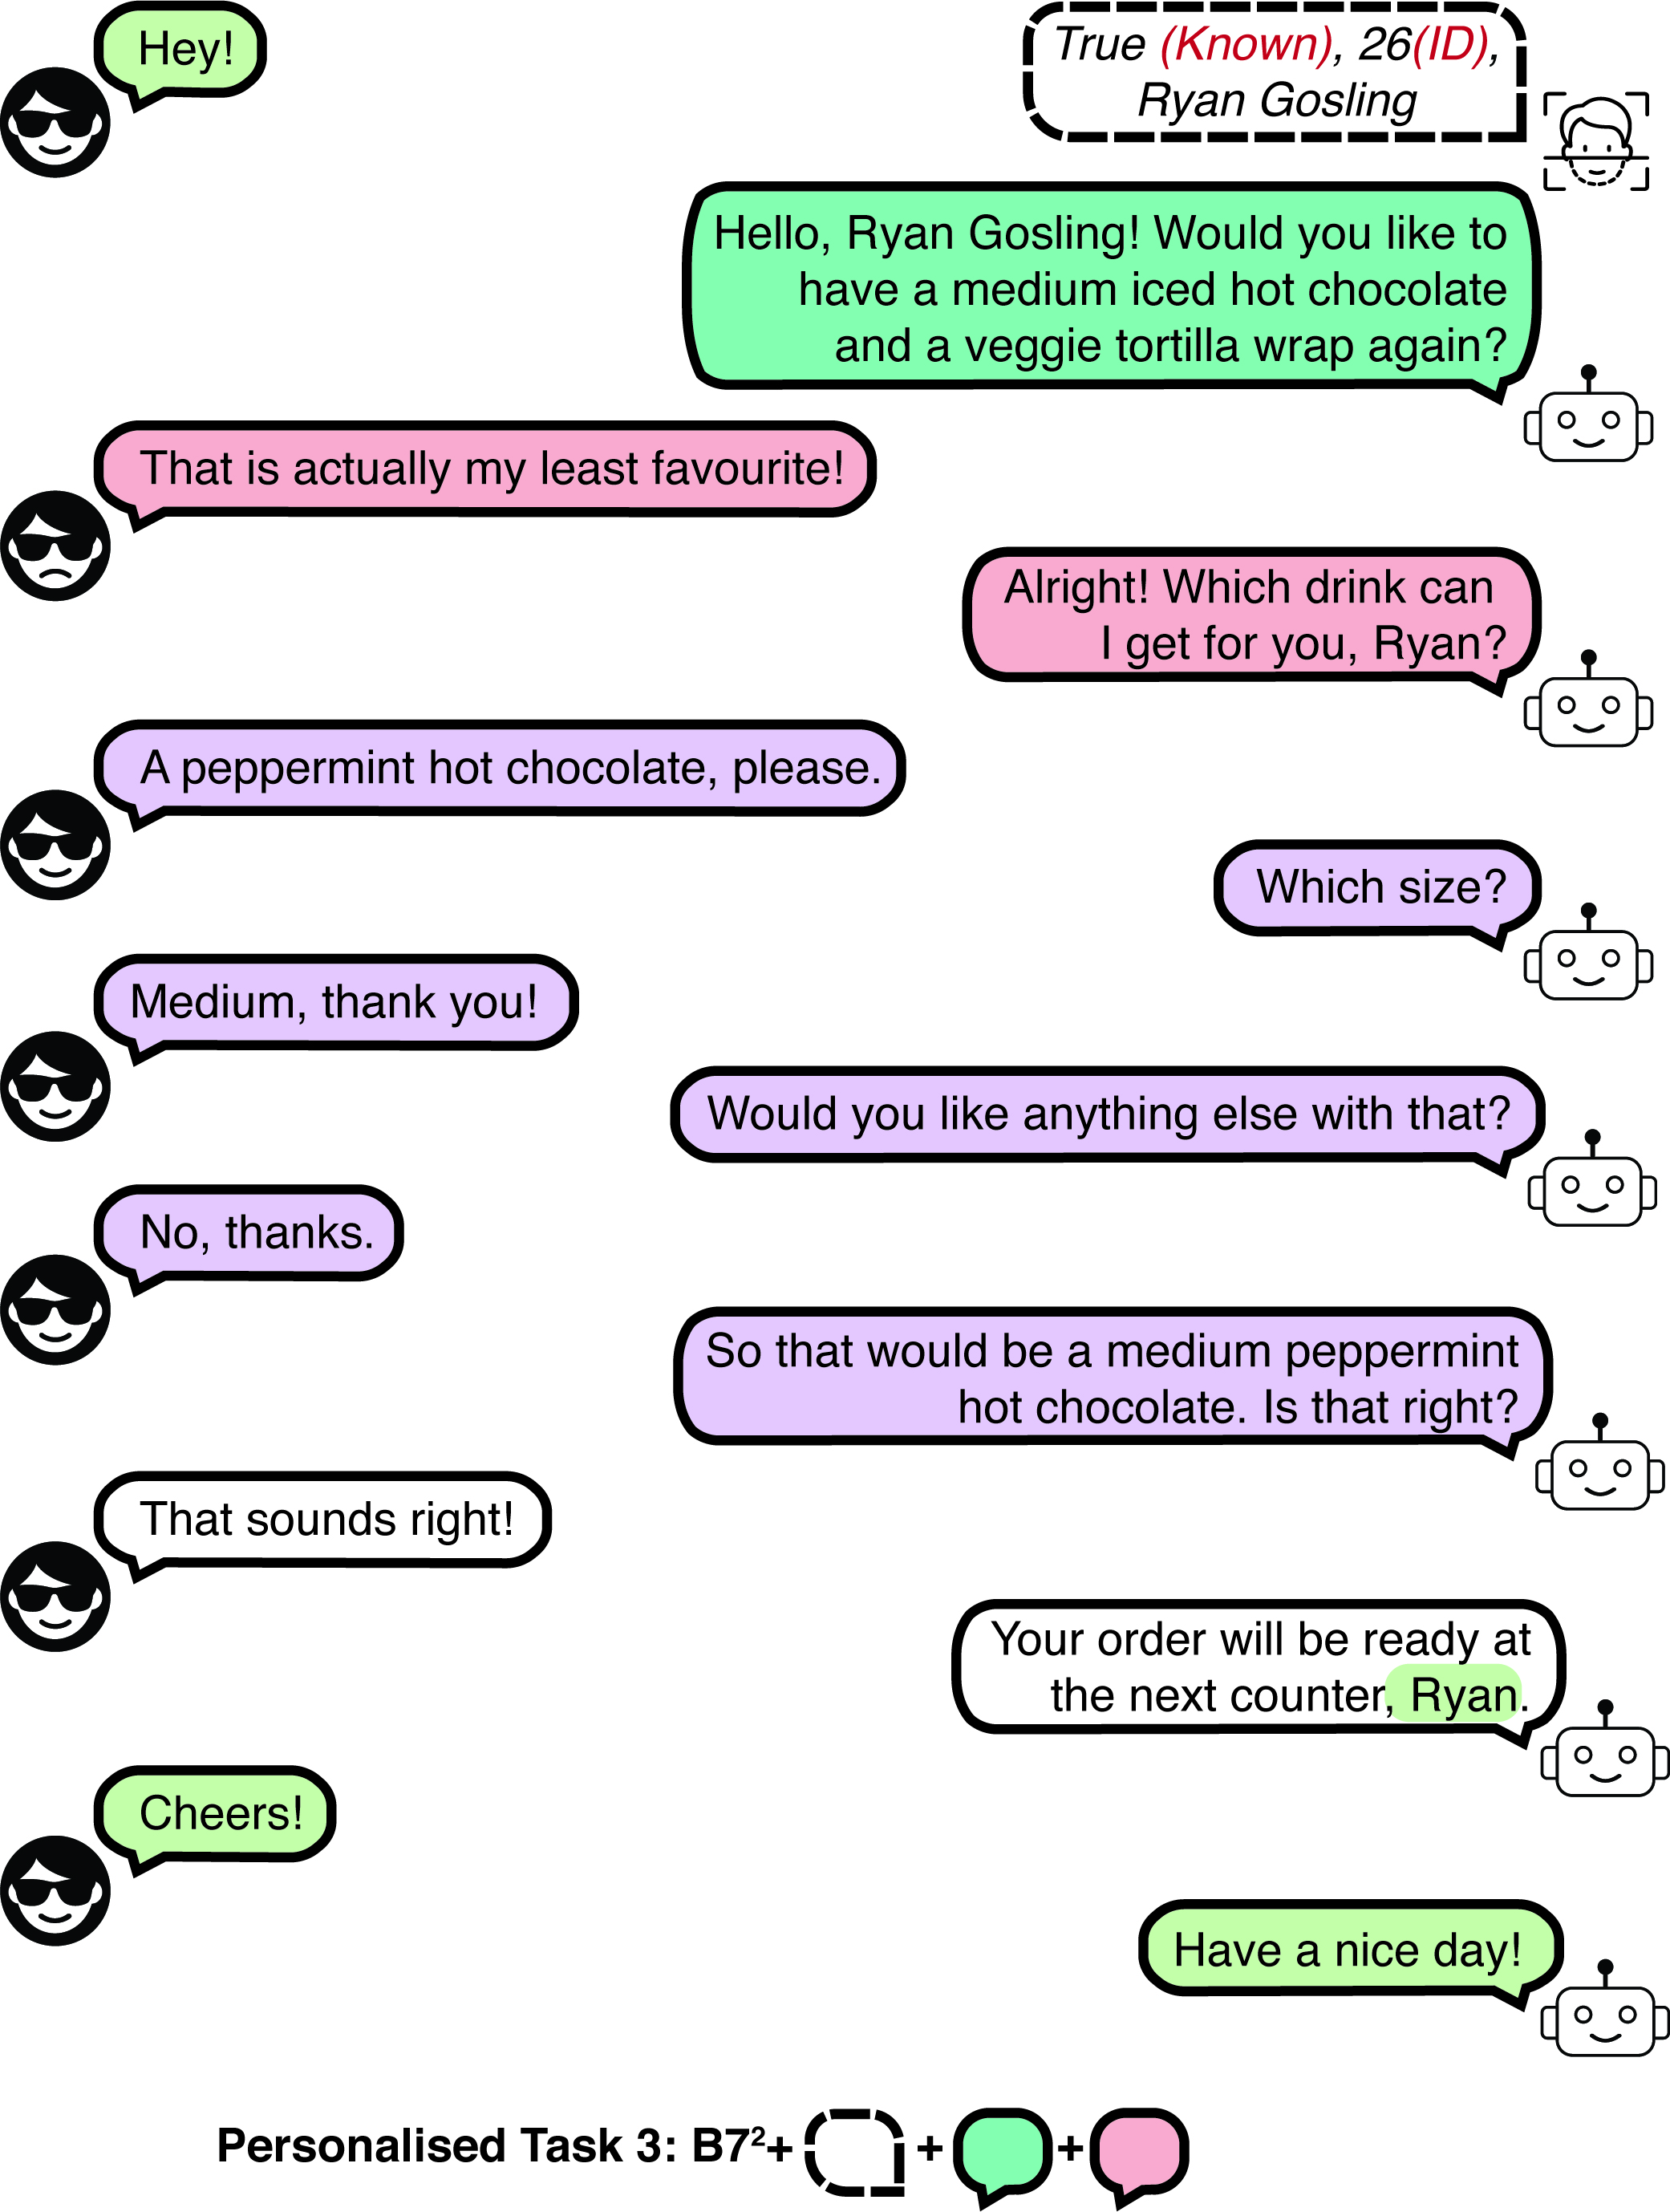 Hey!
True (Known), 26(ID),
Ryan Gosling
Hello, Ryan Gosling! Would you like to
have a medium iced hot chocolate
and a veggie tortilla wrap again?
That is actually my least favourite!
Alright! Which drink can
I get for you, Ryan?
A peppermint hot chocolate, please.
Which size?
Medium, thank you!
Would you like anything else with that?
No, thanks.
So that would be a medium peppermint
hot chocolate. Is that right?
That sounds right!
Your order will be ready at
the next counter, Ryan.
Cheers!
Have a nice day!
Personalised Task 3: B7²+ + +